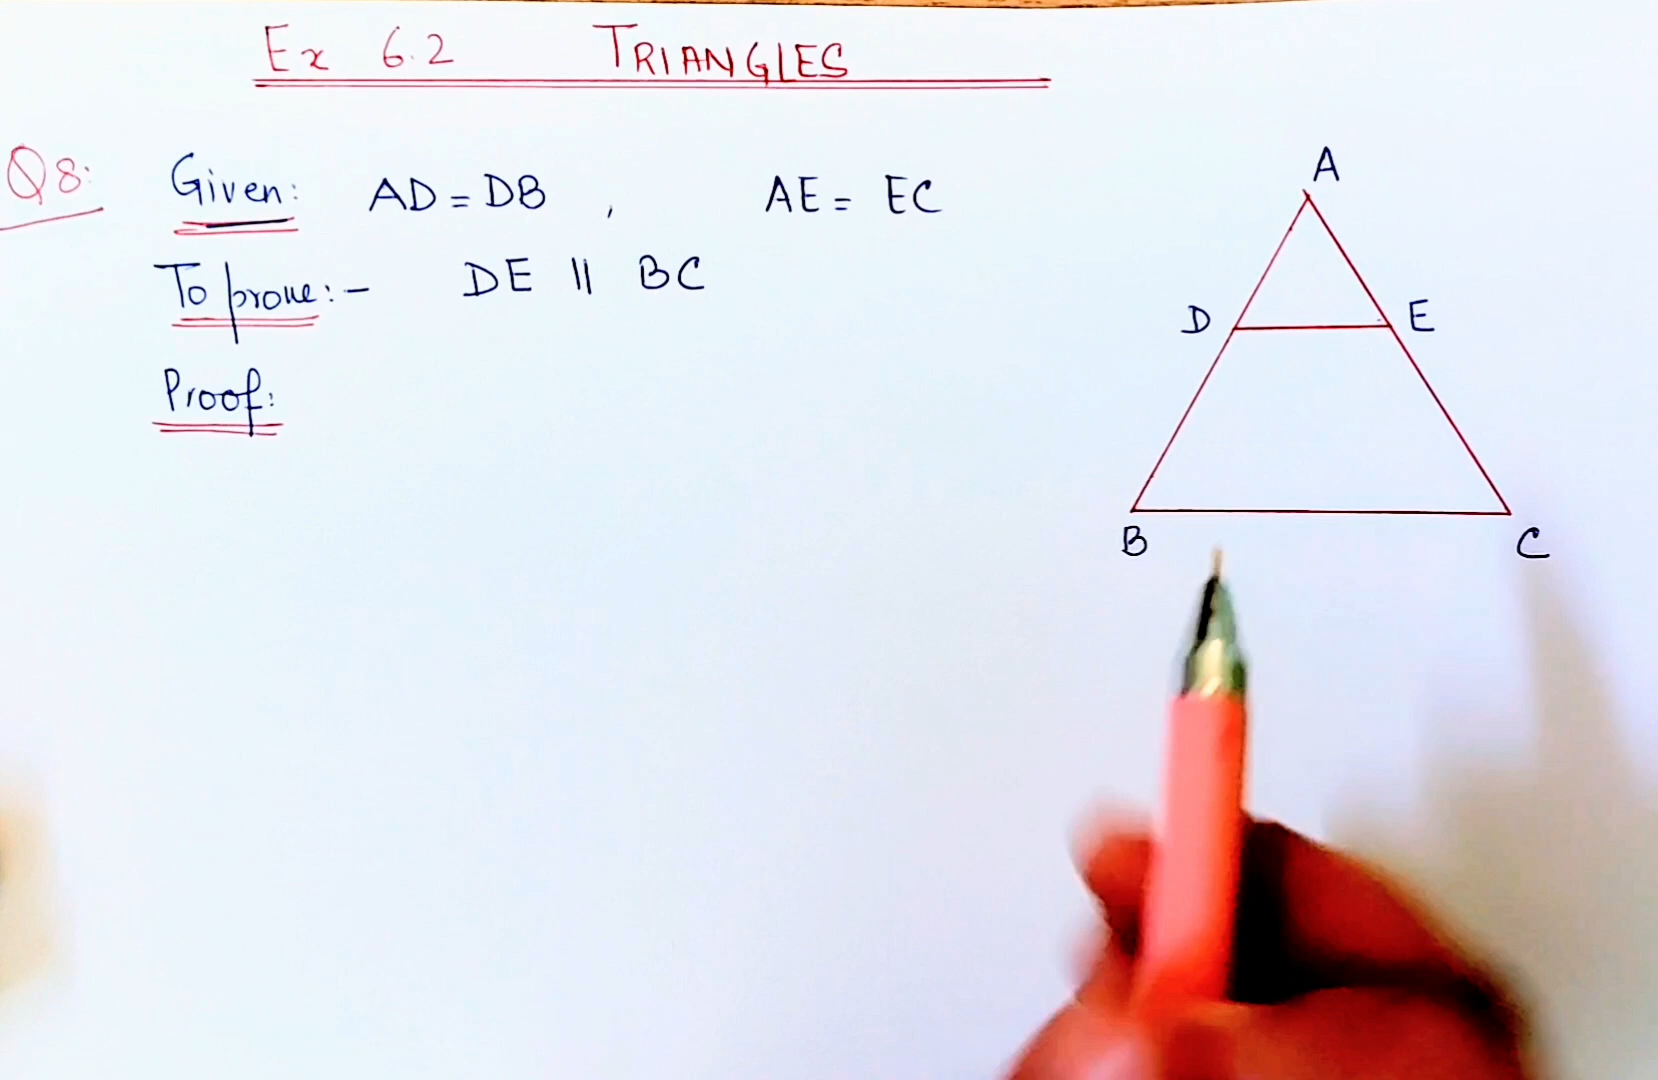 Ex 6.2 TRIANGLES
Q8: Given: AD = DB , AE = EC
To prove:- DE || BC
Proof:
A
D E
B C